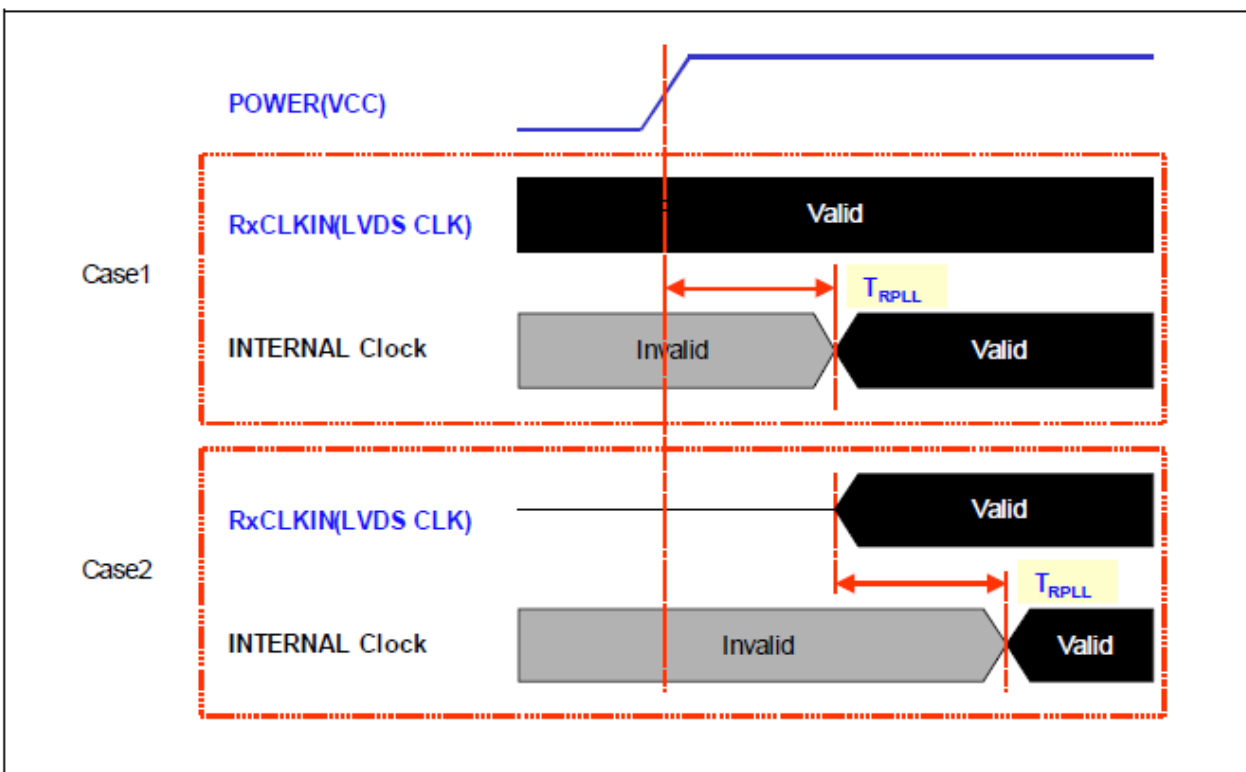 POWER(VCC)
RxCLKIN(LVDS CLK)
Valid
Case1
TRPLL
INTERNAL Clock
Invalid
Valid
RxCLKIN(LVDS CLK)
Valid
Case2
TRPLL
INTERNAL Clock
Invalid
Valid